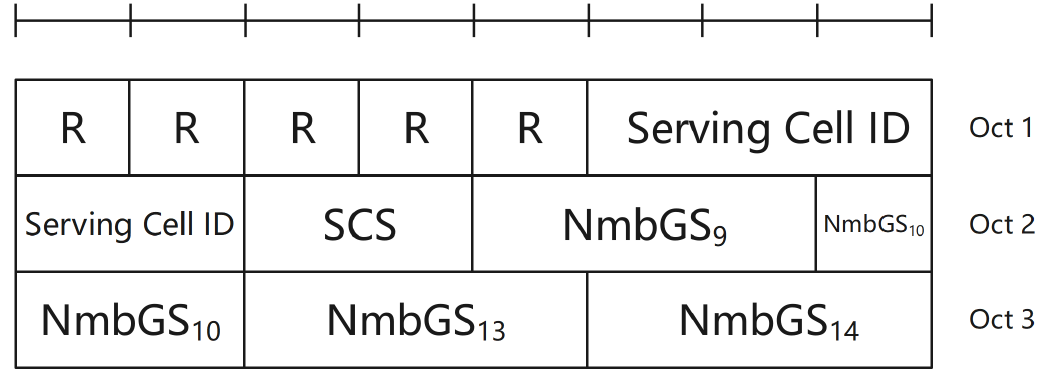 R R R R R Serving Cell ID Oct 1
Serving Cell ID SCS NmbGS₉ NmbGS₁₀ Oct 2
NmbGS₁₀ NmbGS₁₃ NmbGS₁₄ Oct 3